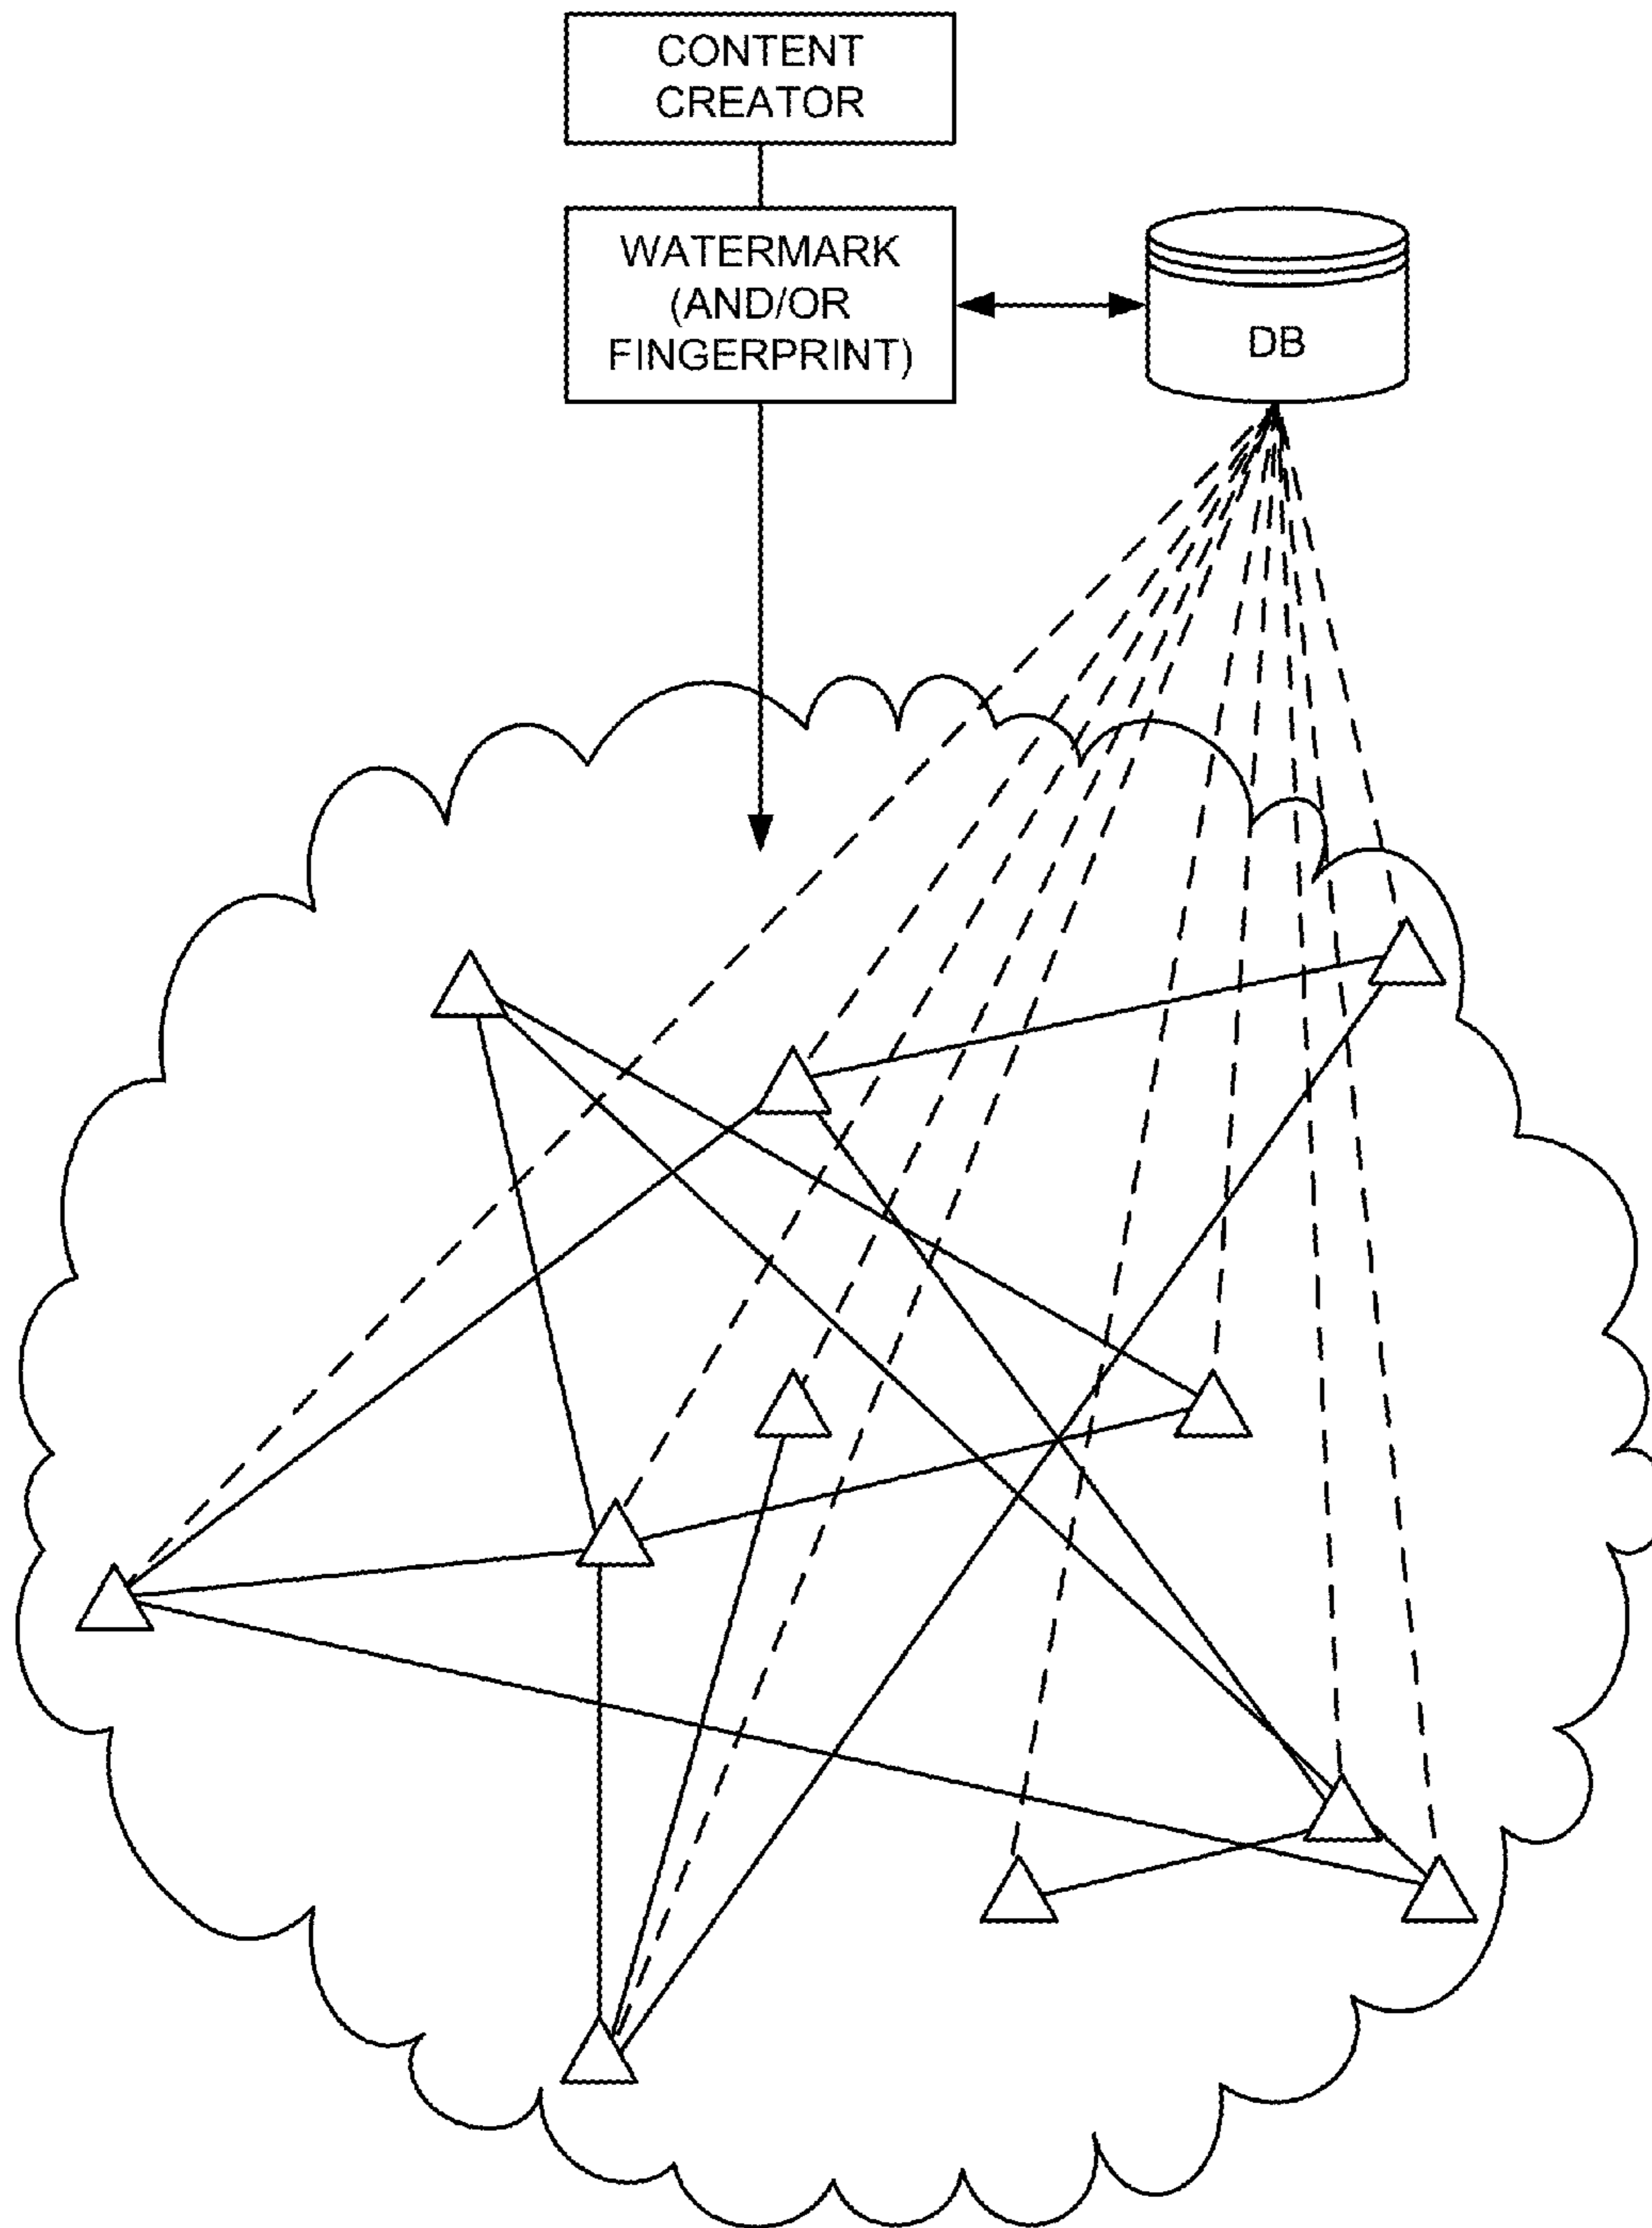 CONTENT
CREATOR
WATERMARK
(AND/OR
FINGERPRINT)
DB